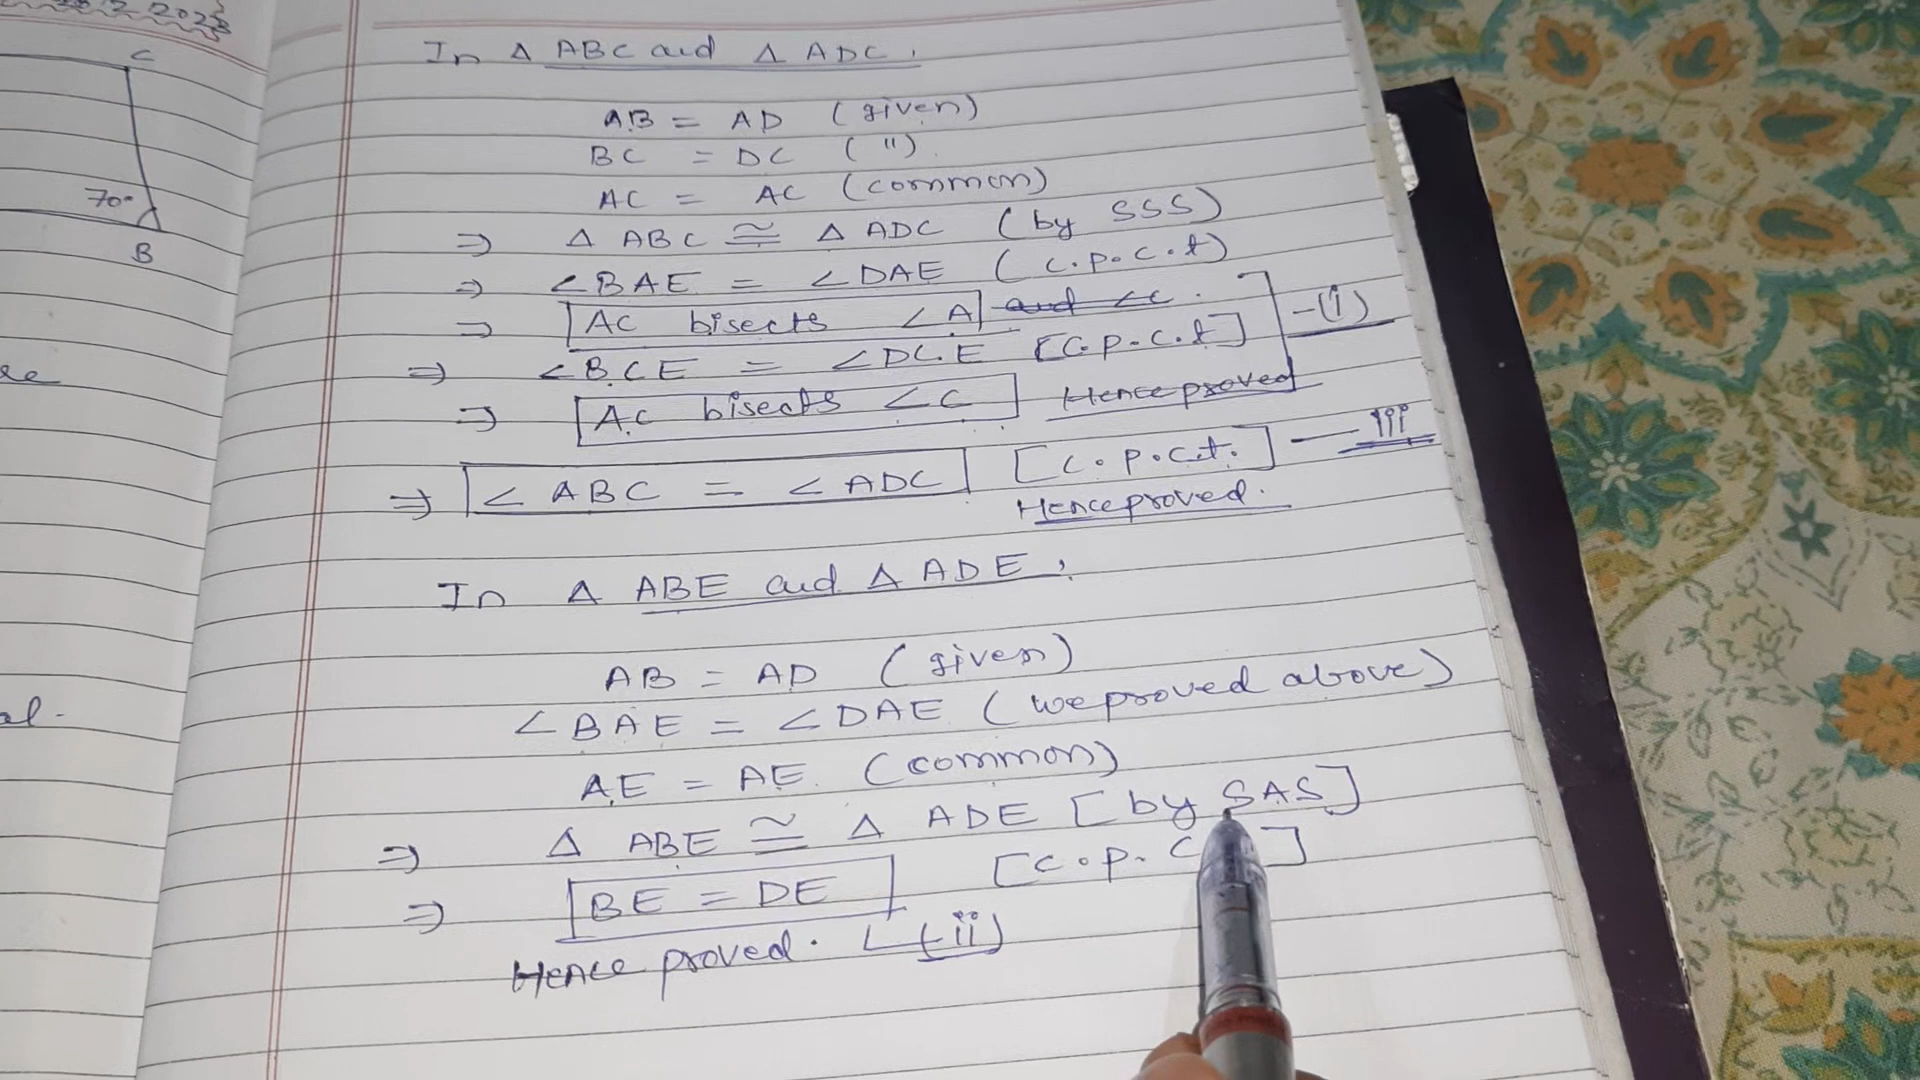 2023
C
70°
B
In △ ABC and △ ADC,
AB = AD (given)
BC = DC (")
AC = AC (common)
⇒ △ ABC ≅ △ ADC (by SSS)
⇒ ∠BAE = ∠DAE (c.p.c.t)
⇒ AC bisects ∠A and ∠C. -(i)
⇒ ∠BCE = ∠DCE [C.p.c.t]
⇒ AC bisects ∠C Hence proved
⇒ ∠ABC = ∠ADC [c.p.c.t.] — iii
Hence proved.
In △ ABE and △ ADE,
AB = AD (given)
∠BAE = ∠DAE (we proved above)
AE = AE. (common)
⇒ △ ABE ≅ △ ADE [by SAS]
⇒ BE = DE [c.p.c ]
Hence proved. (ii)